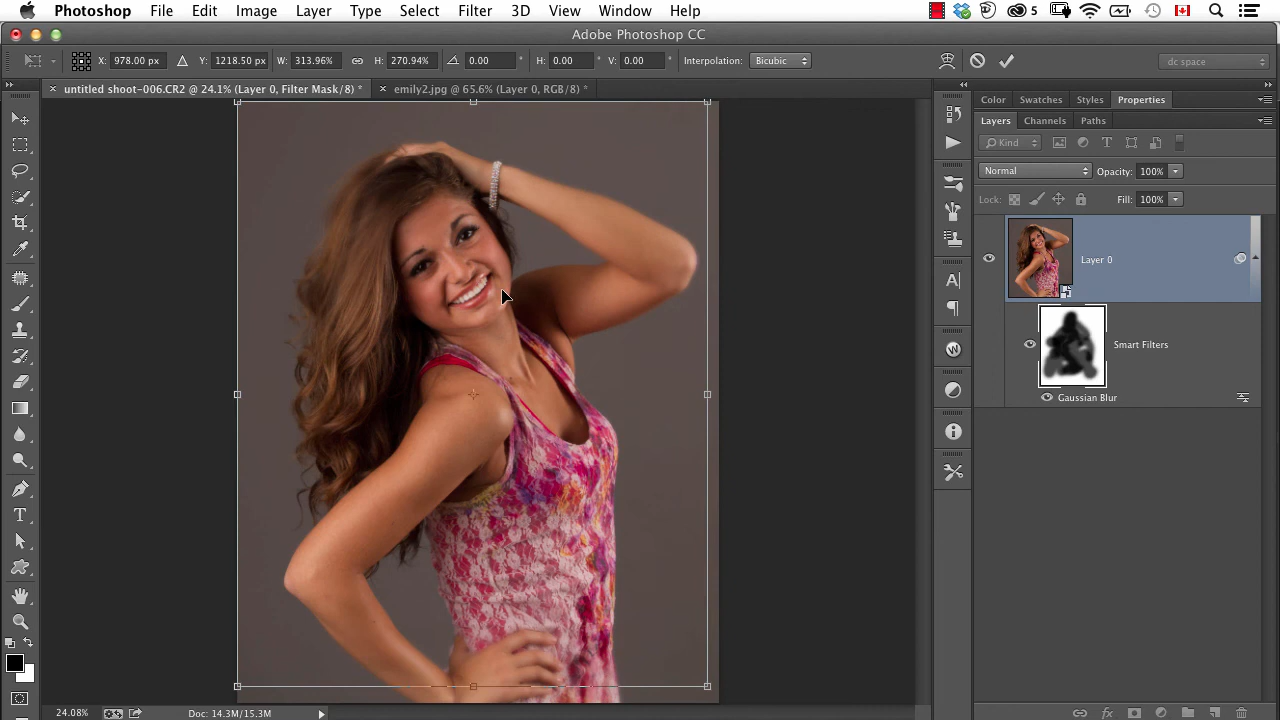 Photoshop File Edit Image Layer Type Select Filter 3D View Window Help 5
Adobe Photoshop CC
X: 978.00 px Y: 1218.50 px W: 313.96% H: 270.94% 0.00 ° H: 0.00 ° V: 0.00 ° Interpolation: Bicubic dc space
untitled shoot-006.CR2 @ 24.1% (Layer 0, Filter Mask/8) * emily2.jpg @ 65.6% (Layer 0, RGB/8) *
Color Swatches Styles Properties
Layers Channels Paths
Kind
Normal Opacity: 100%
Lock: Fill: 100%
Layer 0
Smart Filters
Gaussian Blur
24.08% Doc: 14.3M/15.3M